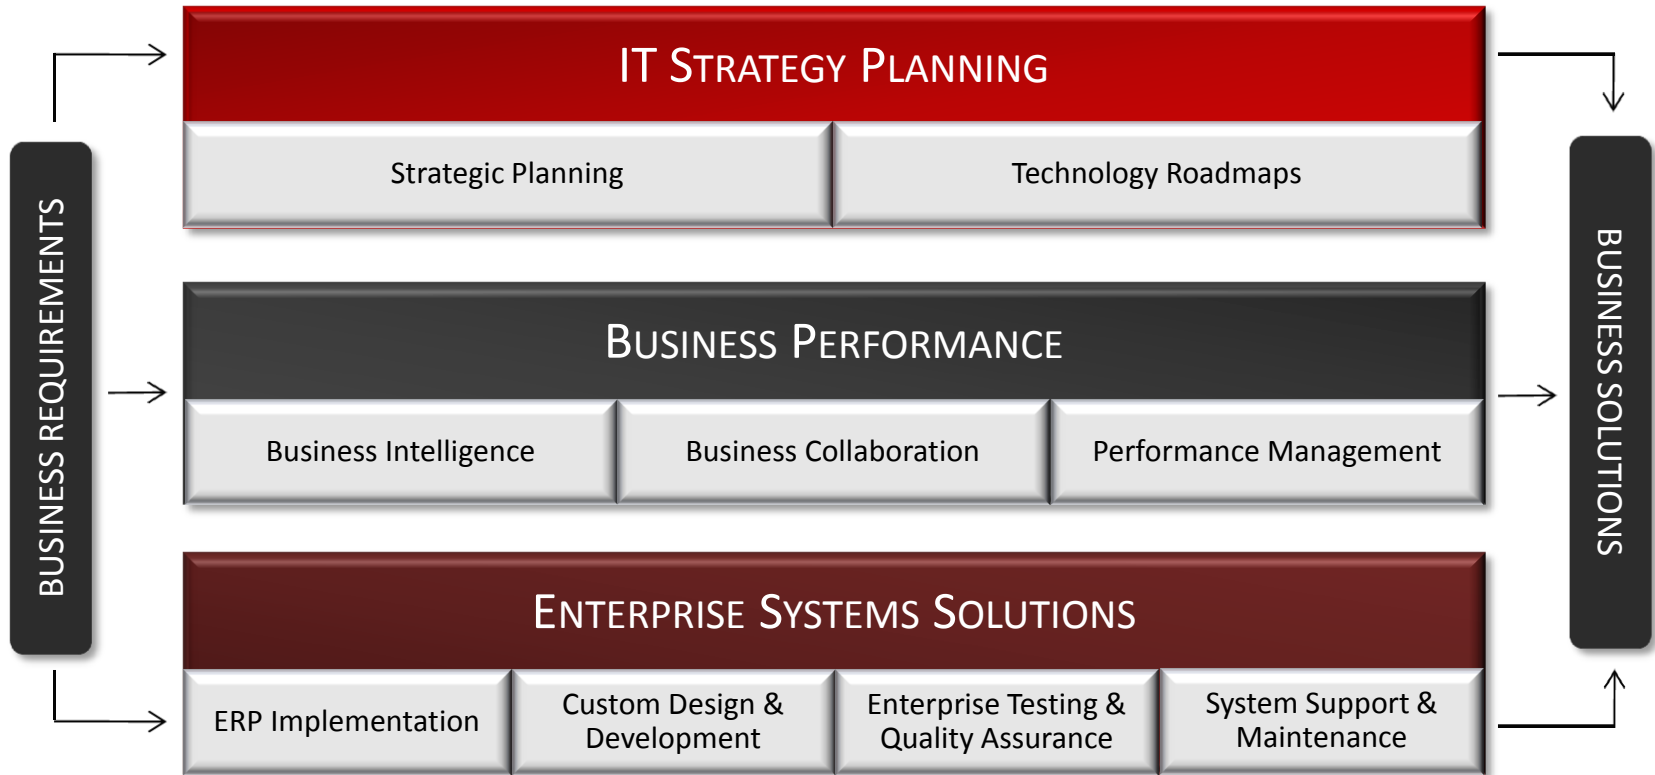 IT STRATEGY PLANNING
Strategic Planning
Technology Roadmaps
BUSINESS REQUIREMENTS
BUSINESS PERFORMANCE
Business Intelligence
Business Collaboration
Performance Management
BUSINESS SOLUTIONS
ENTERPRISE SYSTEMS SOLUTIONS
ERP Implementation
Custom Design &
Development
Enterprise Testing &
Quality Assurance
System Support &
Maintenance